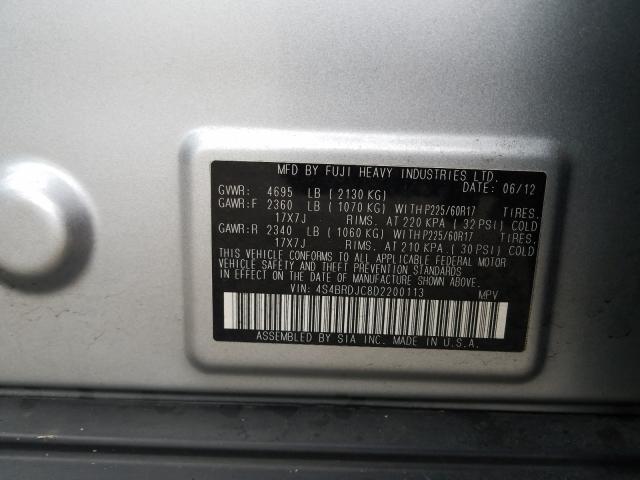 MFD BY FUJI HEAVY INDUSTRIES LTD.
DATE: 06/12
GVWR: 4695 LB ( 2130 KG)
GAWR:F 2360 LB ( 1070 KG) WITH P225/60R17 TIRES.
17X7J RIMS. AT 220 KPA ( 32 PSI) COLD
GAWR:R 2340 LB ( 1060 KG) WITH P225/60R17 TIRES.
17X7J RIMS. AT 210 KPA ( 30 PSI) COLD
THIS VEHICLE CONFORMS TO ALL APPLICABLE FEDERAL MOTOR
VEHICLE SAFETY AND THEFT PREVENTION STANDARDS
IN EFFECT ON THE DATE OF MANUFACTURE SHOWN ABOVE.
VIN: 4S4BRDJC8D2200113 MPV
ASSEMBLED BY SIA INC. MADE IN U.S.A.